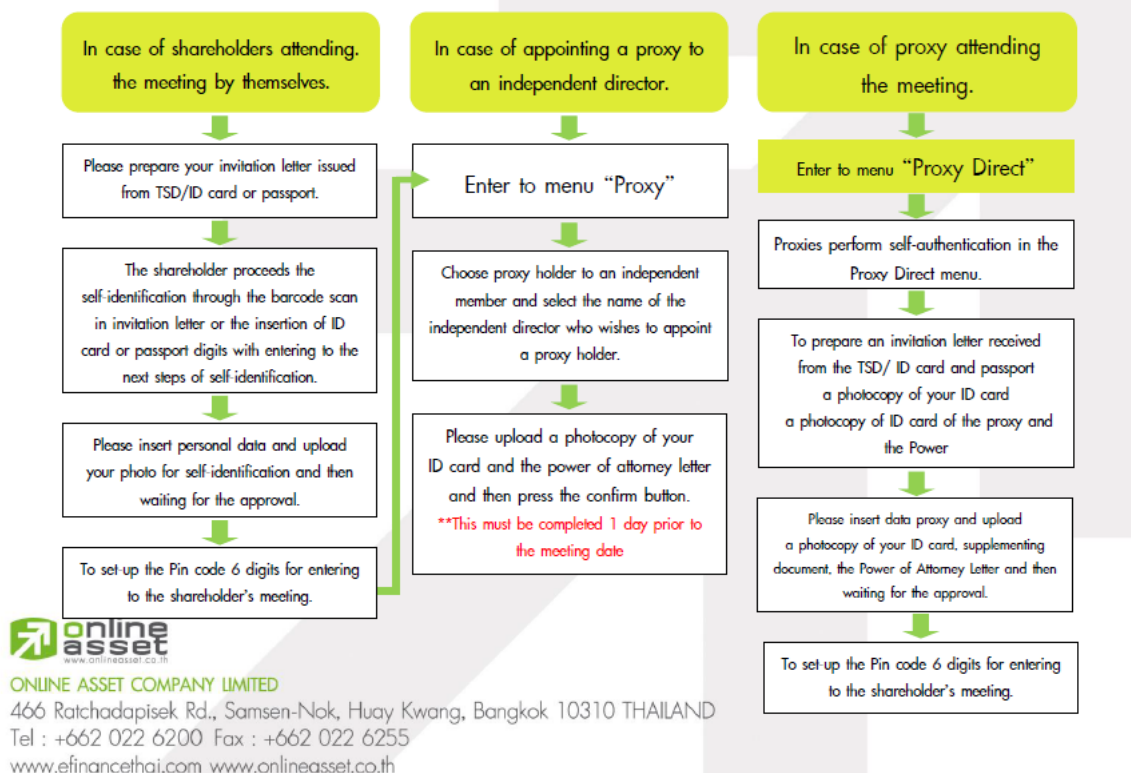 In case of shareholders attending.
the meeting by themselves.
Please prepare your invitation letter issued
from TSD/ID card or passport.
The shareholder proceeds the
self-identification through the barcode scan
in invitation letter or the insertion of ID
card or passport digits with entering to the
next steps of self-identification.
Please insert personal data and upload
your photo for self-identification and then
waiting for the approval.
To set-up the Pin code 6 digits for entering
to the shareholder's meeting.
In case of appointing a proxy to
an independent director.
Enter to menu “Proxy”
Choose proxy holder to an independent
member and select the name of the
independent director who wishes to appoint
a proxy holder.
Please upload a photocopy of your
ID card and the power of attorney letter
and then press the confirm button.
**This must be completed 1 day prior to
the meeting date
In case of proxy attending
the meeting.
Enter to menu “Proxy Direct”
Proxies perform self-authentication in the
Proxy Direct menu.
To prepare an invitation letter received
from the TSD/ ID card and passport
a photocopy of your ID card
a photocopy of ID card of the proxy and
the Power
Please insert data proxy and upload
a photocopy of your ID card, supplementing
document, the Power of Attorney Letter and then
waiting for the approval.
To set-up the Pin code 6 digits for entering
to the shareholder's meeting.
online
asset
www.onlineasset.co.th
ONLINE ASSET COMPANY LIMITED
466 Ratchadapisek Rd., Samsen-Nok, Huay Kwang, Bangkok 10310 THAILAND
Tel : +662 022 6200 Fax : +662 022 6255
www.efinancethai.com www.onlineasset.co.th